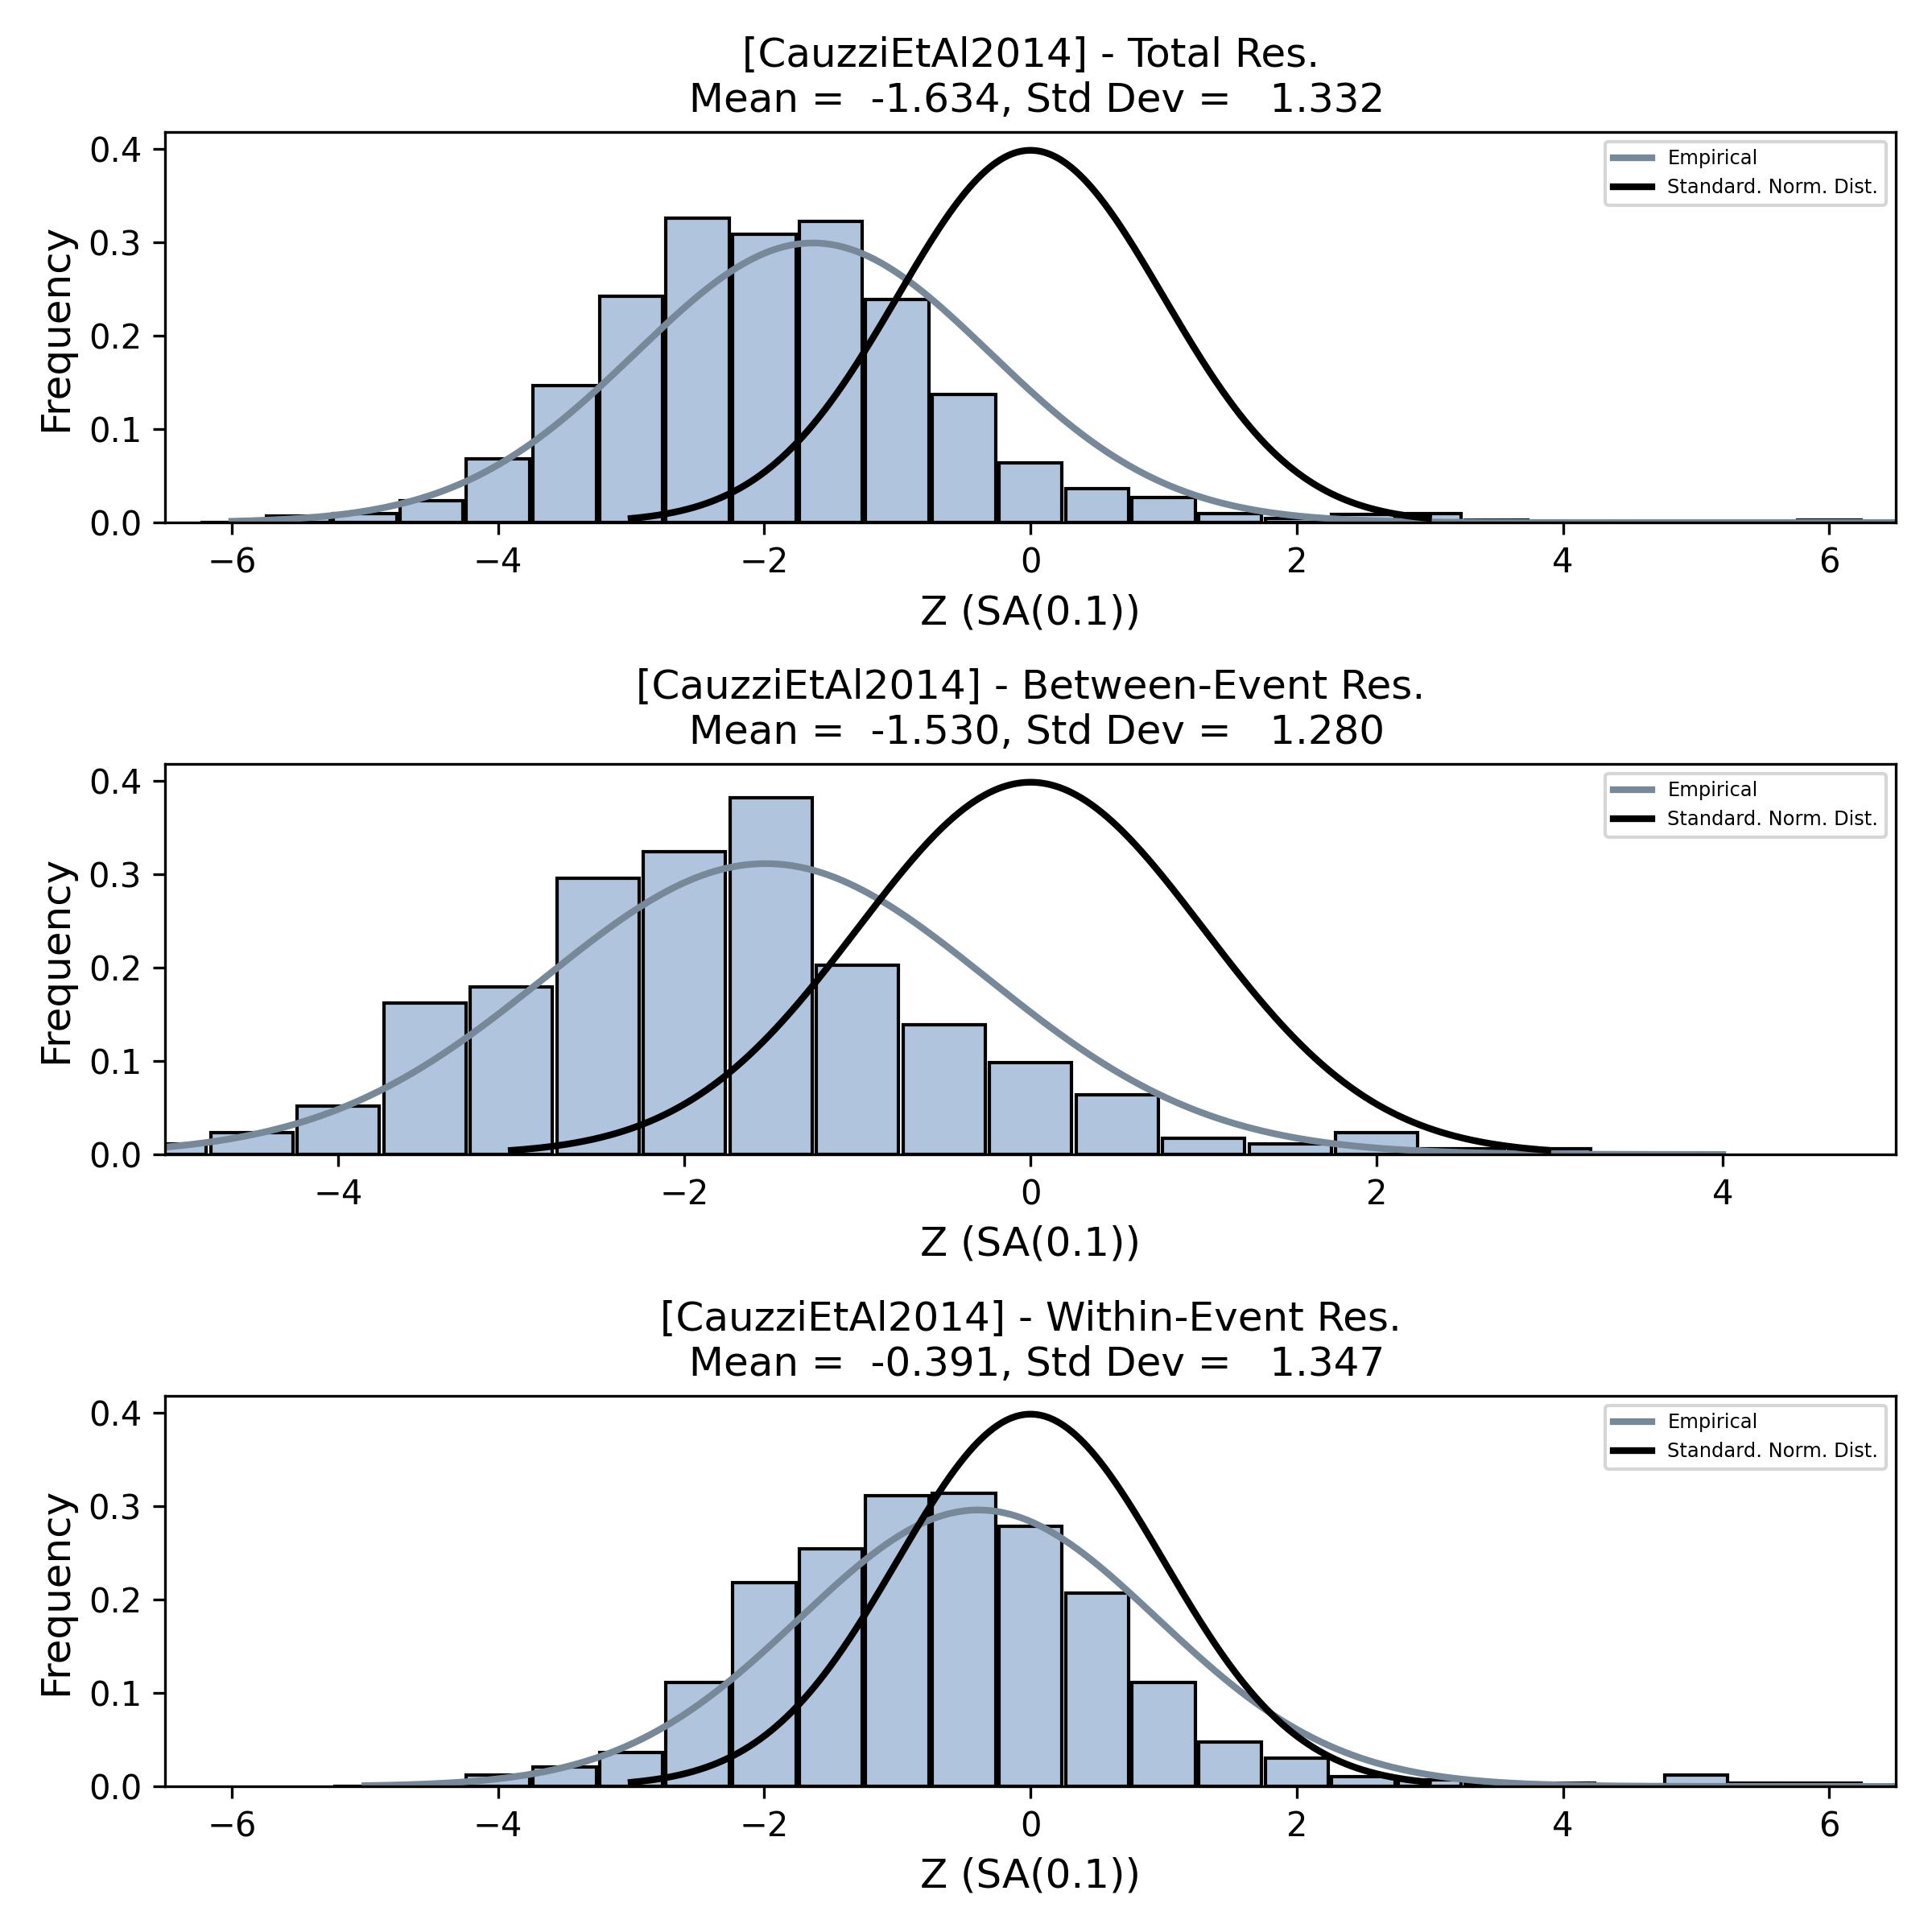 [CauzziEtAl2014] - Total Res.
Mean = -1.634, Std Dev = 1.332
Frequency
0.4
0.3
0.2
0.1
0.0
Empirical
Standard. Norm. Dist.
−6 −4 −2 0 2 4 6
Z (SA(0.1))
[CauzziEtAl2014] - Between-Event Res.
Mean = -1.530, Std Dev = 1.280
Frequency
0.4
0.3
0.2
0.1
0.0
Empirical
Standard. Norm. Dist.
−4 −2 0 2 4
Z (SA(0.1))
[CauzziEtAl2014] - Within-Event Res.
Mean = -0.391, Std Dev = 1.347
Frequency
0.4
0.3
0.2
0.1
0.0
Empirical
Standard. Norm. Dist.
−6 −4 −2 0 2 4 6
Z (SA(0.1))